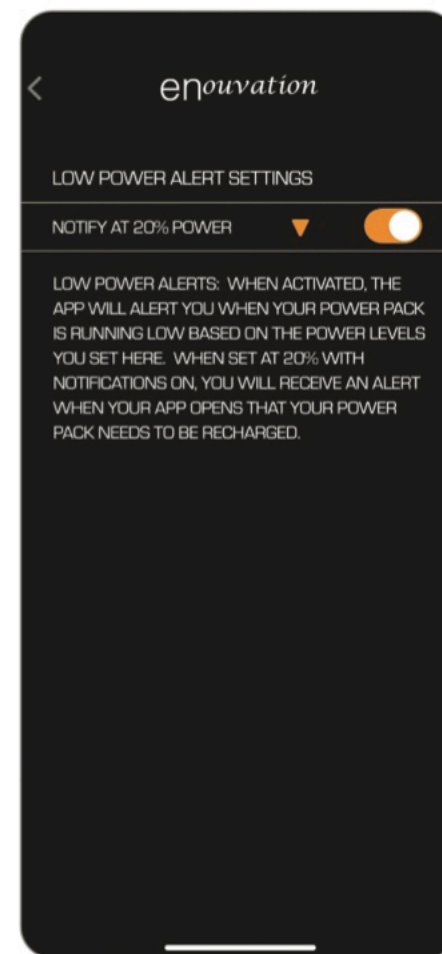 enouvation
LOW POWER ALERT SETTINGS
NOTIFY AT 20% POWER
LOW POWER ALERTS: WHEN ACTIVATED, THE
APP WILL ALERT YOU WHEN YOUR POWER PACK
IS RUNNING LOW BASED ON THE POWER LEVELS
YOU SET HERE. WHEN SET AT 20% WITH
NOTIFICATIONS ON, YOU WILL RECEIVE AN ALERT
WHEN YOUR APP OPENS THAT YOUR POWER
PACK NEEDS TO BE RECHARGED.